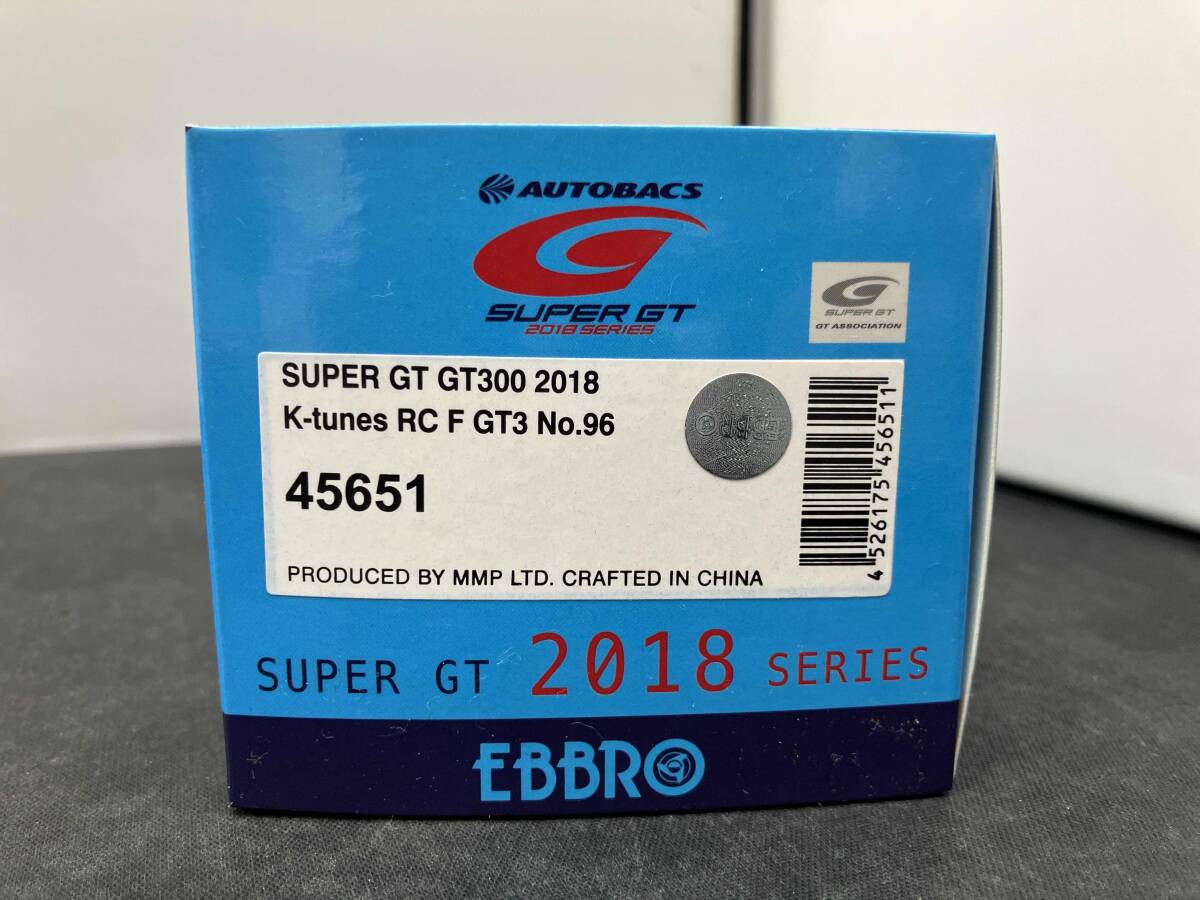 AUTOBACS
SUPER GT
2018 SERIES
SUPER GT
GT ASSOCIATION
SUPER GT GT300 2018
K-tunes RC F GT3 No.96
EBBRO
45651
4 526175 456511
PRODUCED BY MMP LTD. CRAFTED IN CHINA
SUPER GT 2018 SERIES
EBBRO